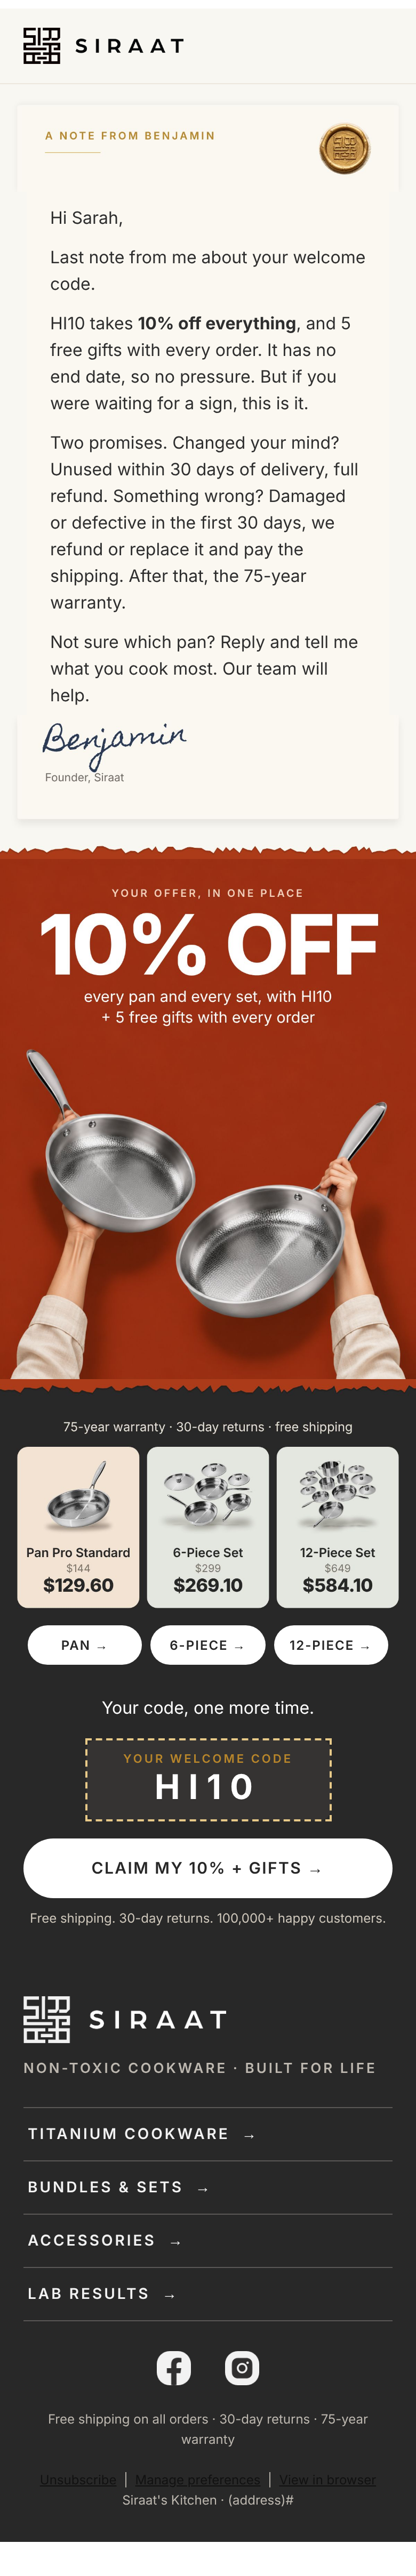 SIRAAT
A NOTE FROM BENJAMIN
Hi Sarah,
Last note from me about your welcome
code.
HI10 takes 10% off everything, and 5
free gifts with every order. It has no
end date, so no pressure. But if you
were waiting for a sign, this is it.
Two promises. Changed your mind?
Unused within 30 days of delivery, full
refund. Something wrong? Damaged
or defective in the first 30 days, we
refund or replace it and pay the
shipping. After that, the 75-year
warranty.
Not sure which pan? Reply and tell me
what you cook most. Our team will
help.
Benjamin
Founder, Siraat
YOUR OFFER, IN ONE PLACE
10% OFF
every pan and every set, with HI10
+ 5 free gifts with every order
75-year warranty · 30-day returns · free shipping
Pan Pro Standard
$144
$129.60
6-Piece Set
$299
$269.10
12-Piece Set
$649
$584.10
PAN →
6-PIECE →
12-PIECE →
Your code, one more time.
YOUR WELCOME CODE
HI10
CLAIM MY 10% + GIFTS →
Free shipping. 30-day returns. 100,000+ happy customers.
SIRAAT
NON-TOXIC COOKWARE · BUILT FOR LIFE
TITANIUM COOKWARE →
BUNDLES & SETS →
ACCESSORIES →
LAB RESULTS →
Free shipping on all orders · 30-day returns · 75-year
warranty
Unsubscribe | Manage preferences | View in browser
Siraat's Kitchen · (address)#